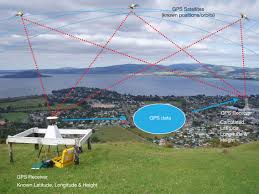 GPS Satellites
(known positions/orbits)
GPS data
GPS Receiver
GPS Receiver
Known Latitude, Longitude & Height